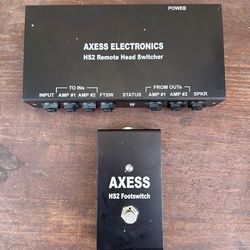 POWER
AXESS ELECTRONICS
HS2 Remote Head Switcher
TO INs
FROM OUTs
INPUT AMP #1 AMP #2 FTSW STATUS AMP #1 AMP #2 SPKR
AXESS
HS2 Footswitch